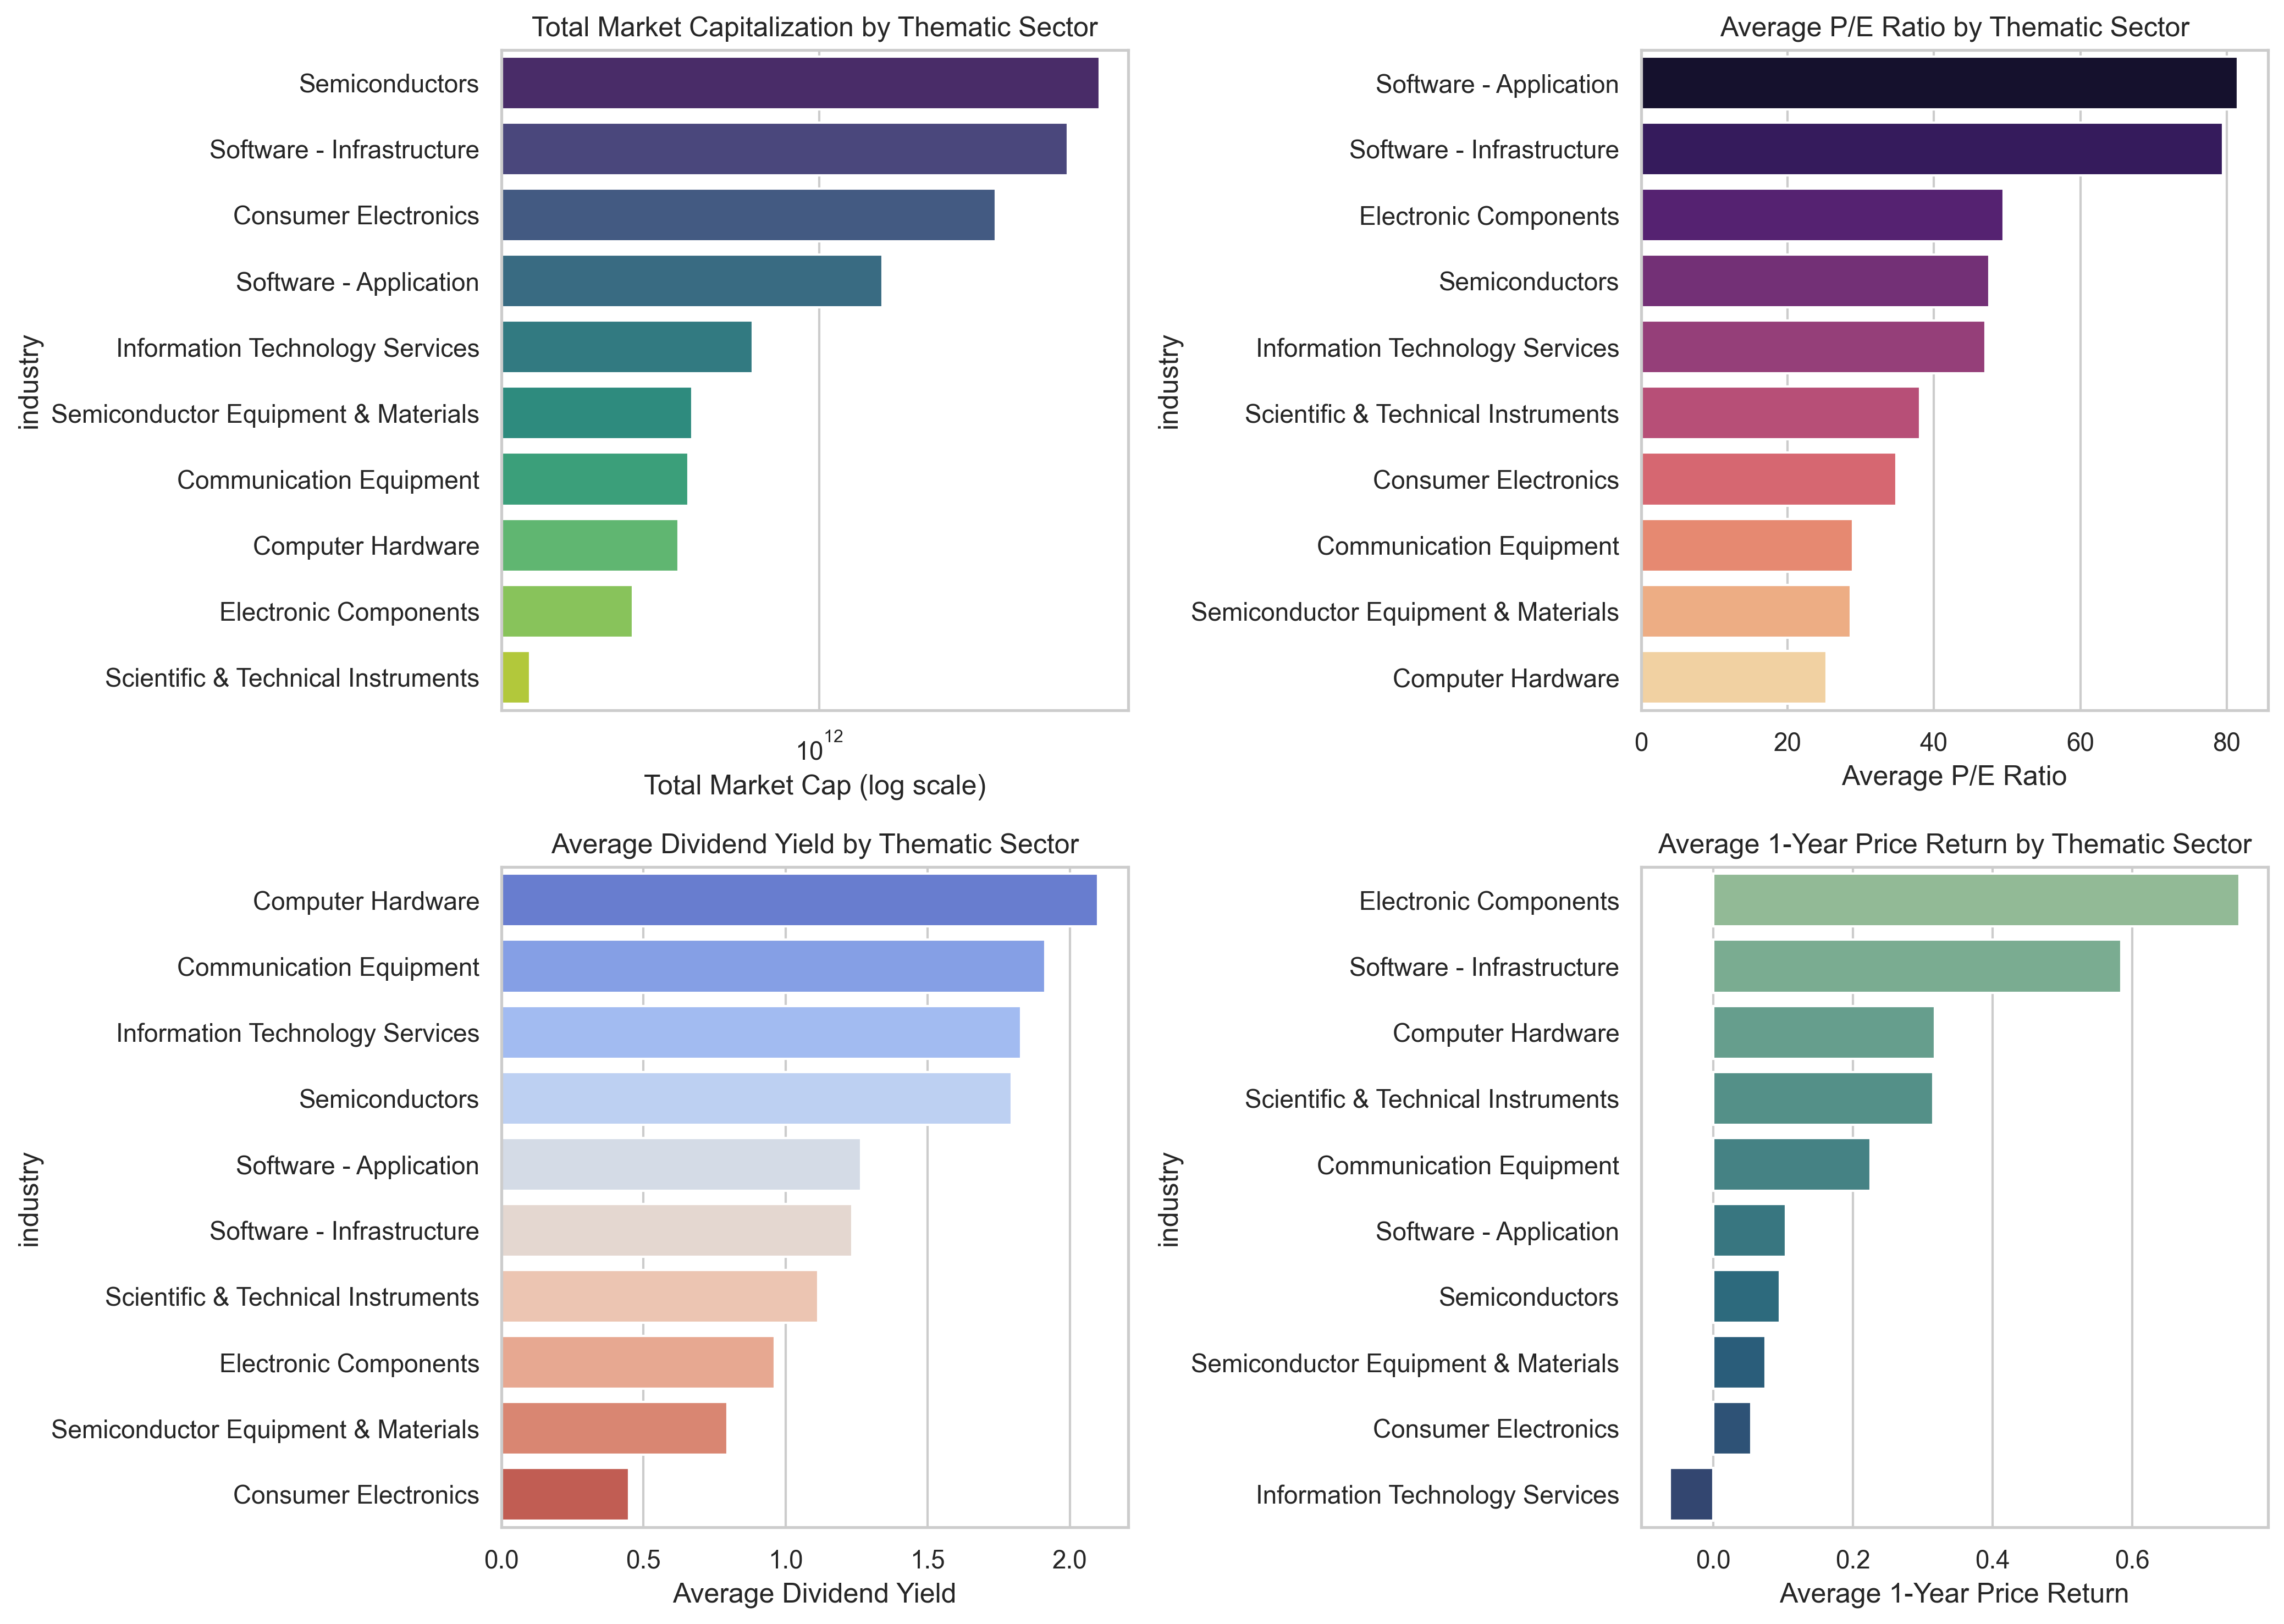 Total Market Capitalization by Thematic Sector
industry
Semiconductors
Software - Infrastructure
Consumer Electronics
Software - Application
Information Technology Services
Semiconductor Equipment & Materials
Communication Equipment
Computer Hardware
Electronic Components
Scientific & Technical Instruments
10^12
Total Market Cap (log scale)
Average P/E Ratio by Thematic Sector
industry
Software - Application
Software - Infrastructure
Electronic Components
Semiconductors
Information Technology Services
Scientific & Technical Instruments
Consumer Electronics
Communication Equipment
Semiconductor Equipment & Materials
Computer Hardware
0 20 40 60 80
Average P/E Ratio
Average Dividend Yield by Thematic Sector
industry
Computer Hardware
Communication Equipment
Information Technology Services
Semiconductors
Software - Application
Software - Infrastructure
Scientific & Technical Instruments
Electronic Components
Semiconductor Equipment & Materials
Consumer Electronics
0.0 0.5 1.0 1.5 2.0
Average Dividend Yield
Average 1-Year Price Return by Thematic Sector
industry
Electronic Components
Software - Infrastructure
Computer Hardware
Scientific & Technical Instruments
Communication Equipment
Software - Application
Semiconductors
Semiconductor Equipment & Materials
Consumer Electronics
Information Technology Services
0.0 0.2 0.4 0.6
Average 1-Year Price Return